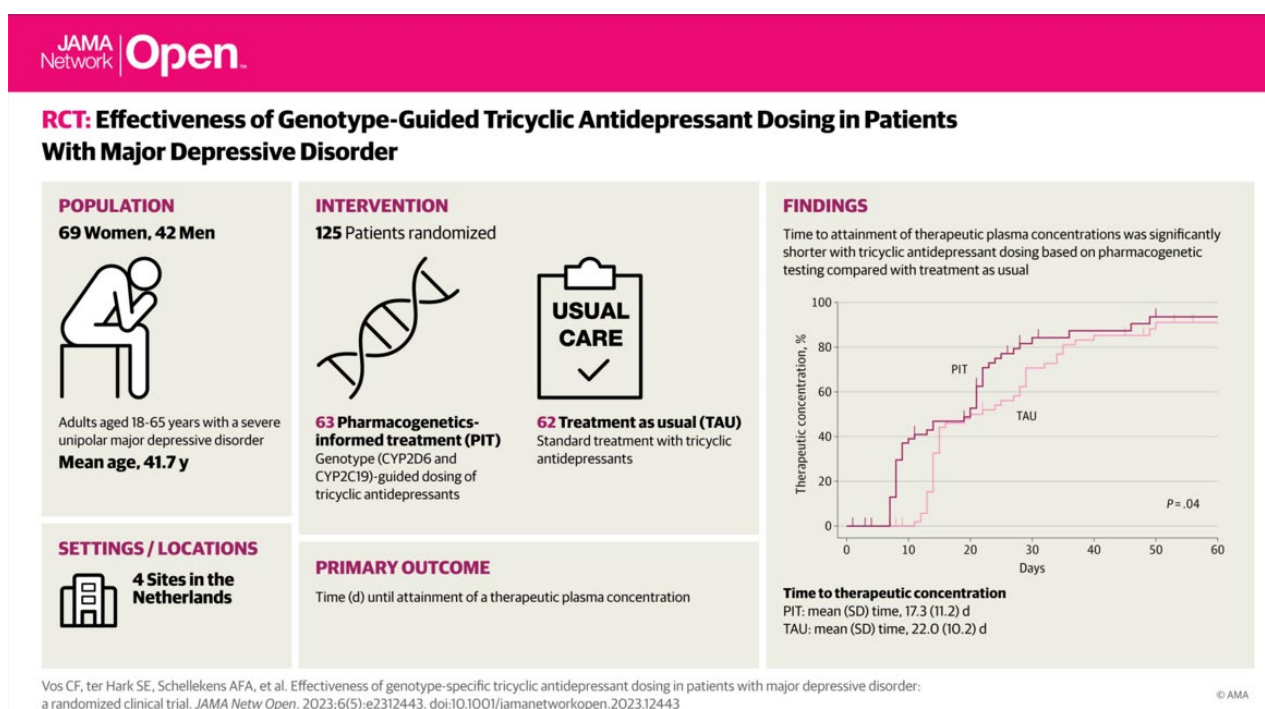 JAMA
Network Open™
RCT: Effectiveness of Genotype-Guided Tricyclic Antidepressant Dosing in Patients
With Major Depressive Disorder
POPULATION
69 Women, 42 Men
Adults aged 18-65 years with a severe
unipolar major depressive disorder
Mean age, 41.7 y
SETTINGS / LOCATIONS
4 Sites in the
Netherlands
INTERVENTION
125 Patients randomized
USUAL
CARE
63 Pharmacogenetics-
informed treatment (PIT)
Genotype (CYP2D6 and
CYP2C19)-guided dosing of
tricyclic antidepressants
62 Treatment as usual (TAU)
Standard treatment with tricyclic
antidepressants
PRIMARY OUTCOME
Time (d) until attainment of a therapeutic plasma concentration
FINDINGS
Time to attainment of therapeutic plasma concentrations was significantly
shorter with tricyclic antidepressant dosing based on pharmacogenetic
testing compared with treatment as usual
Therapeutic concentration, %
100
80
60
40
20
0
PIT
TAU
P = .04
0 10 20 30 40 50 60
Days
Time to therapeutic concentration
PIT: mean (SD) time, 17.3 (11.2) d
TAU: mean (SD) time, 22.0 (10.2) d
Vos CF, ter Hark SE, Schellekens AFA, et al. Effectiveness of genotype-specific tricyclic antidepressant dosing in patients with major depressive disorder:
a randomized clinical trial. JAMA Netw Open. 2023;6(5):e2312443. doi:10.1001/jamanetworkopen.2023.12443
© AMA